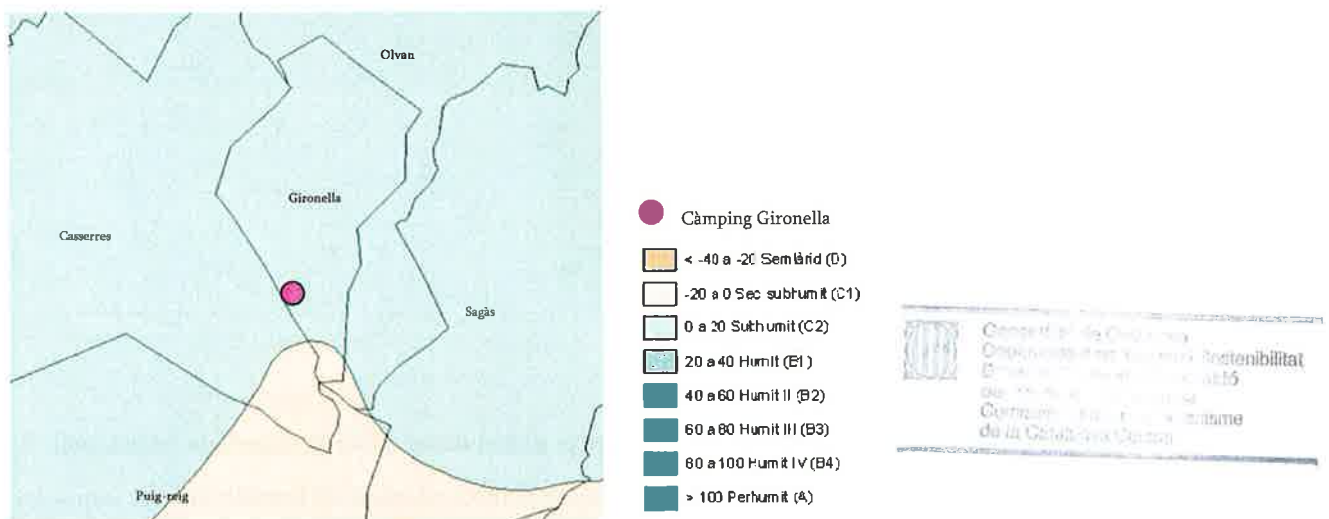 Olvan
Gironella
Casserres
Sagàs
Puig-reig
Càmping Gironella
< -40 a -20 Semiàrid (D)
-20 a 0 Sec subhumit (C1)
0 a 20 Subhumit (C2)
20 a 40 Humit (B1)
40 a 60 Humit II (B2)
60 a 80 Humit III (B3)
80 a 100 Humit IV (B4)
> 100 Perhumit (A)
Sostenibilitat
de la Catalunya Central